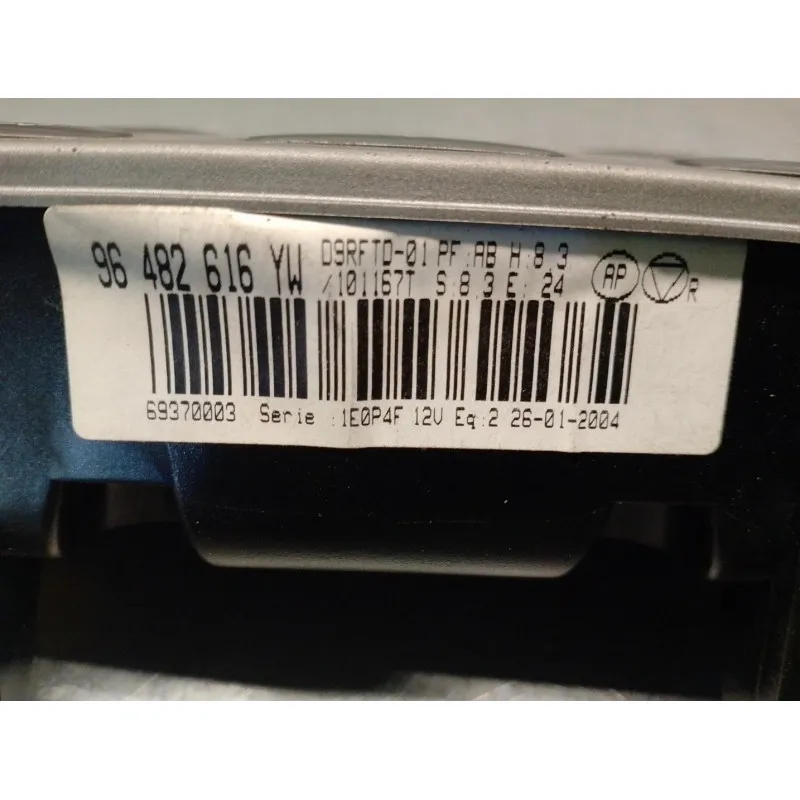 96 482 616 YW D9RFTD-01 PF:AB H:8.3
/101167T S:8.3 E: 24 AP R
69370003 Serie :1E0P4F 12V Eq:2 26-01-2004